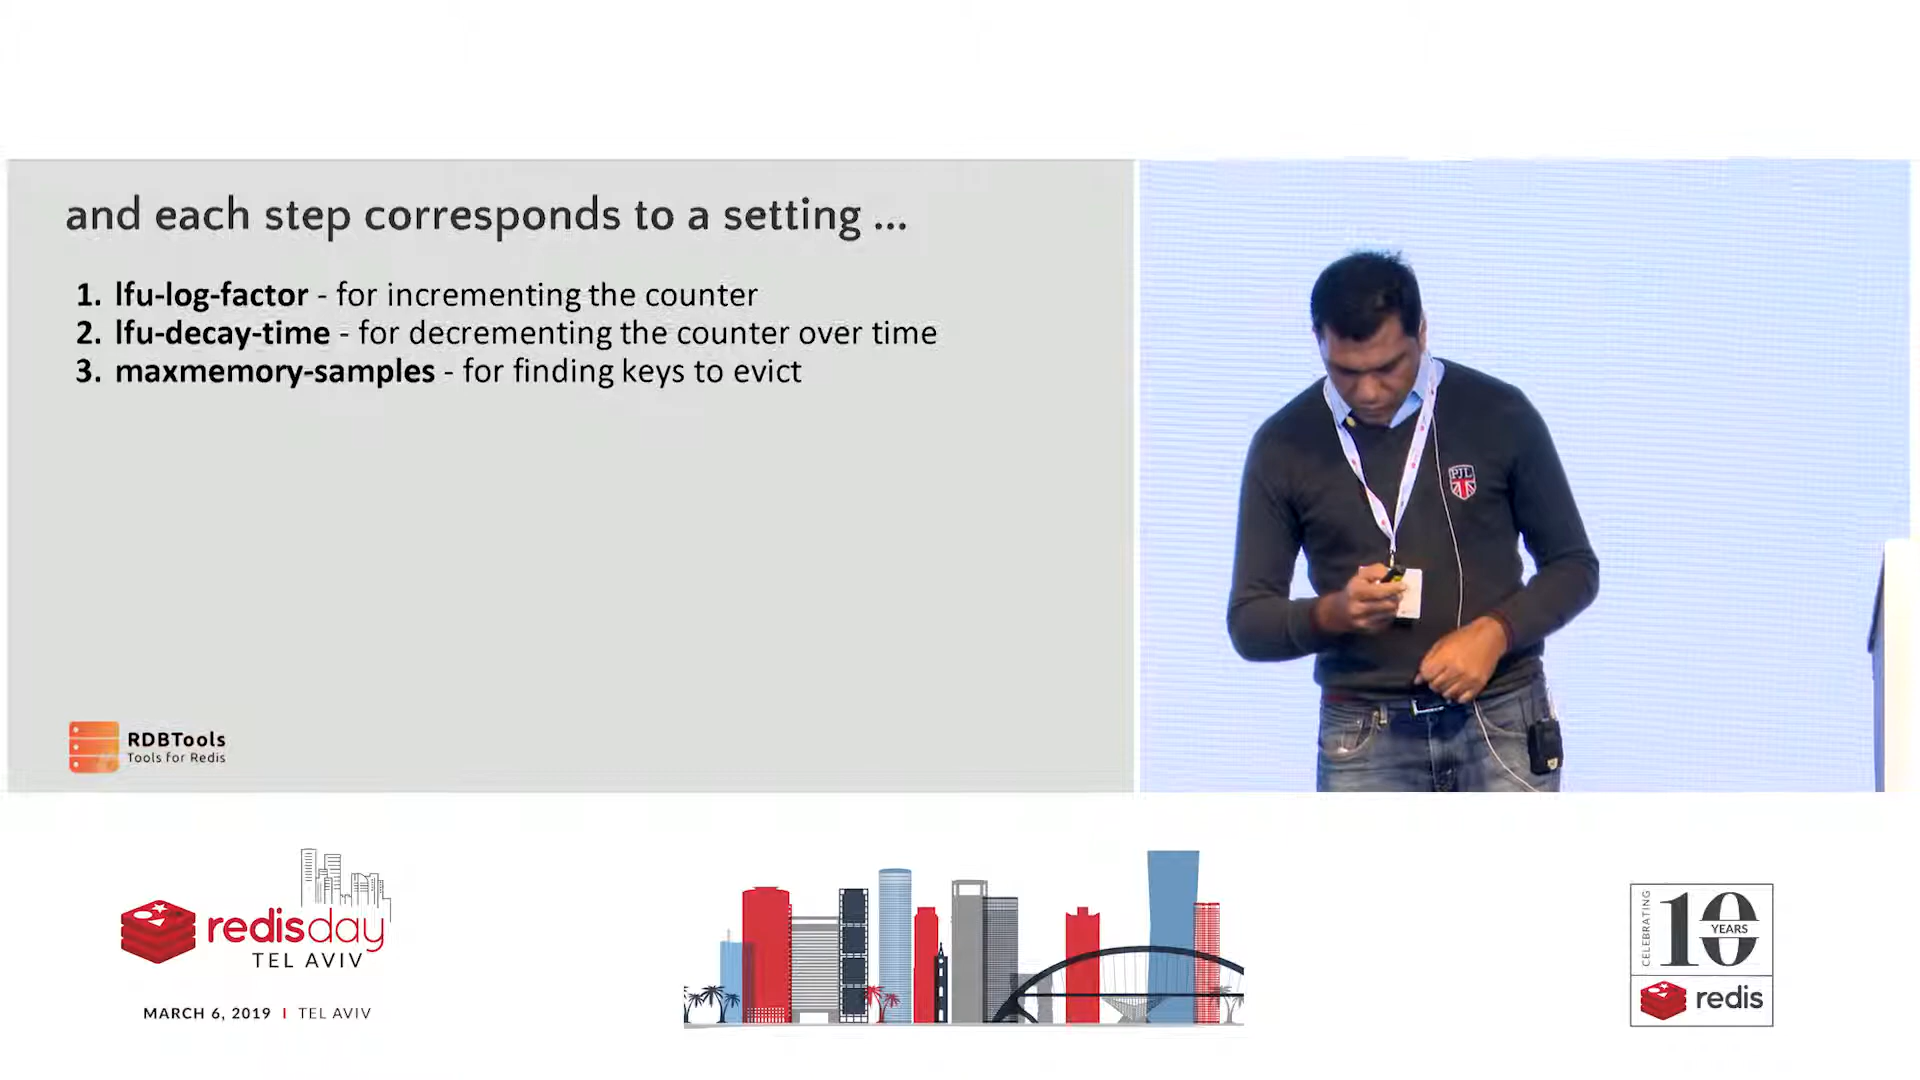 and each step corresponds to a setting ...
1. lfu-log-factor - for incrementing the counter
2. lfu-decay-time - for decrementing the counter over time
3. maxmemory-samples - for finding keys to evict
RDBTools
Tools for Redis
PJL
redisday
TEL AVIV
MARCH 6, 2019 | TEL AVIV
CELEBRATING
10
YEARS
redis